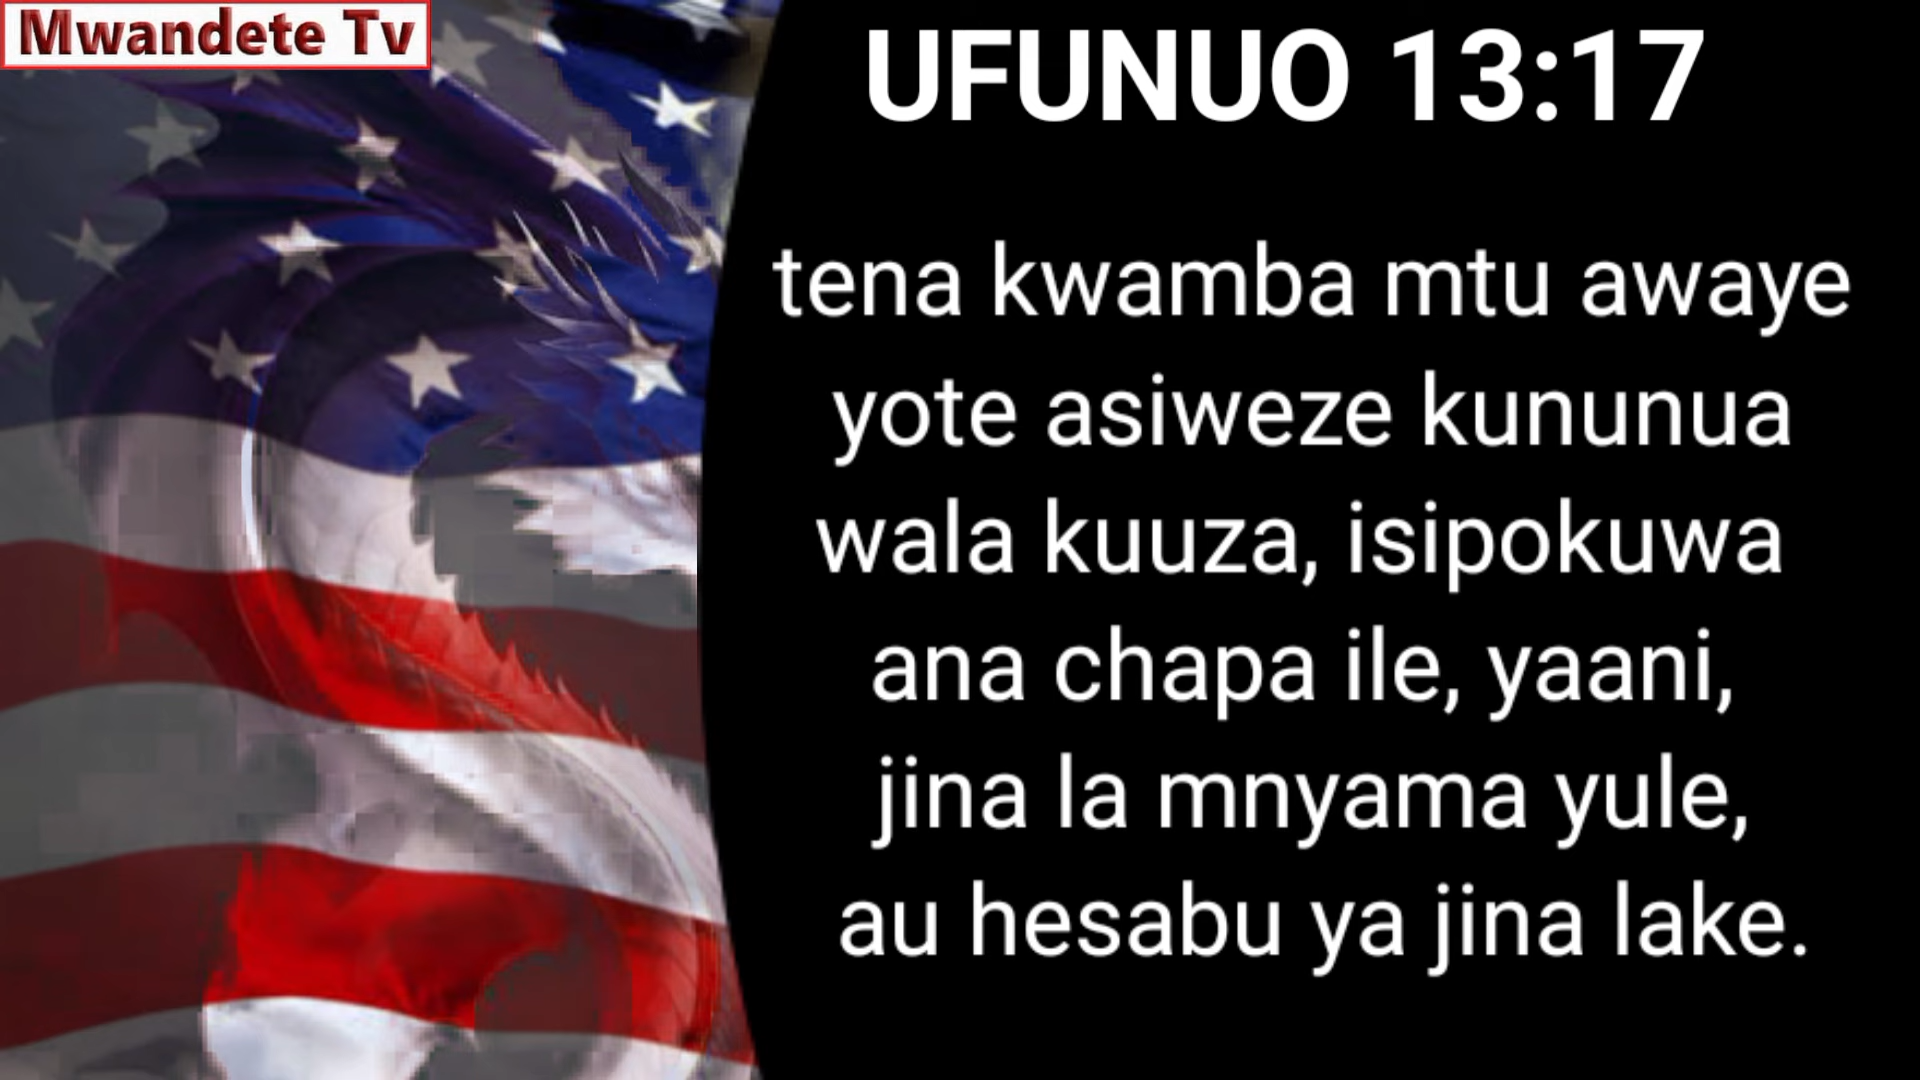 Mwandete Tv
UFUNUO 13:17
tena kwamba mtu awaye
yote asiweze kununua
wala kuuza, isipokuwa
ana chapa ile, yaani,
jina la mnyama yule,
au hesabu ya jina lake.